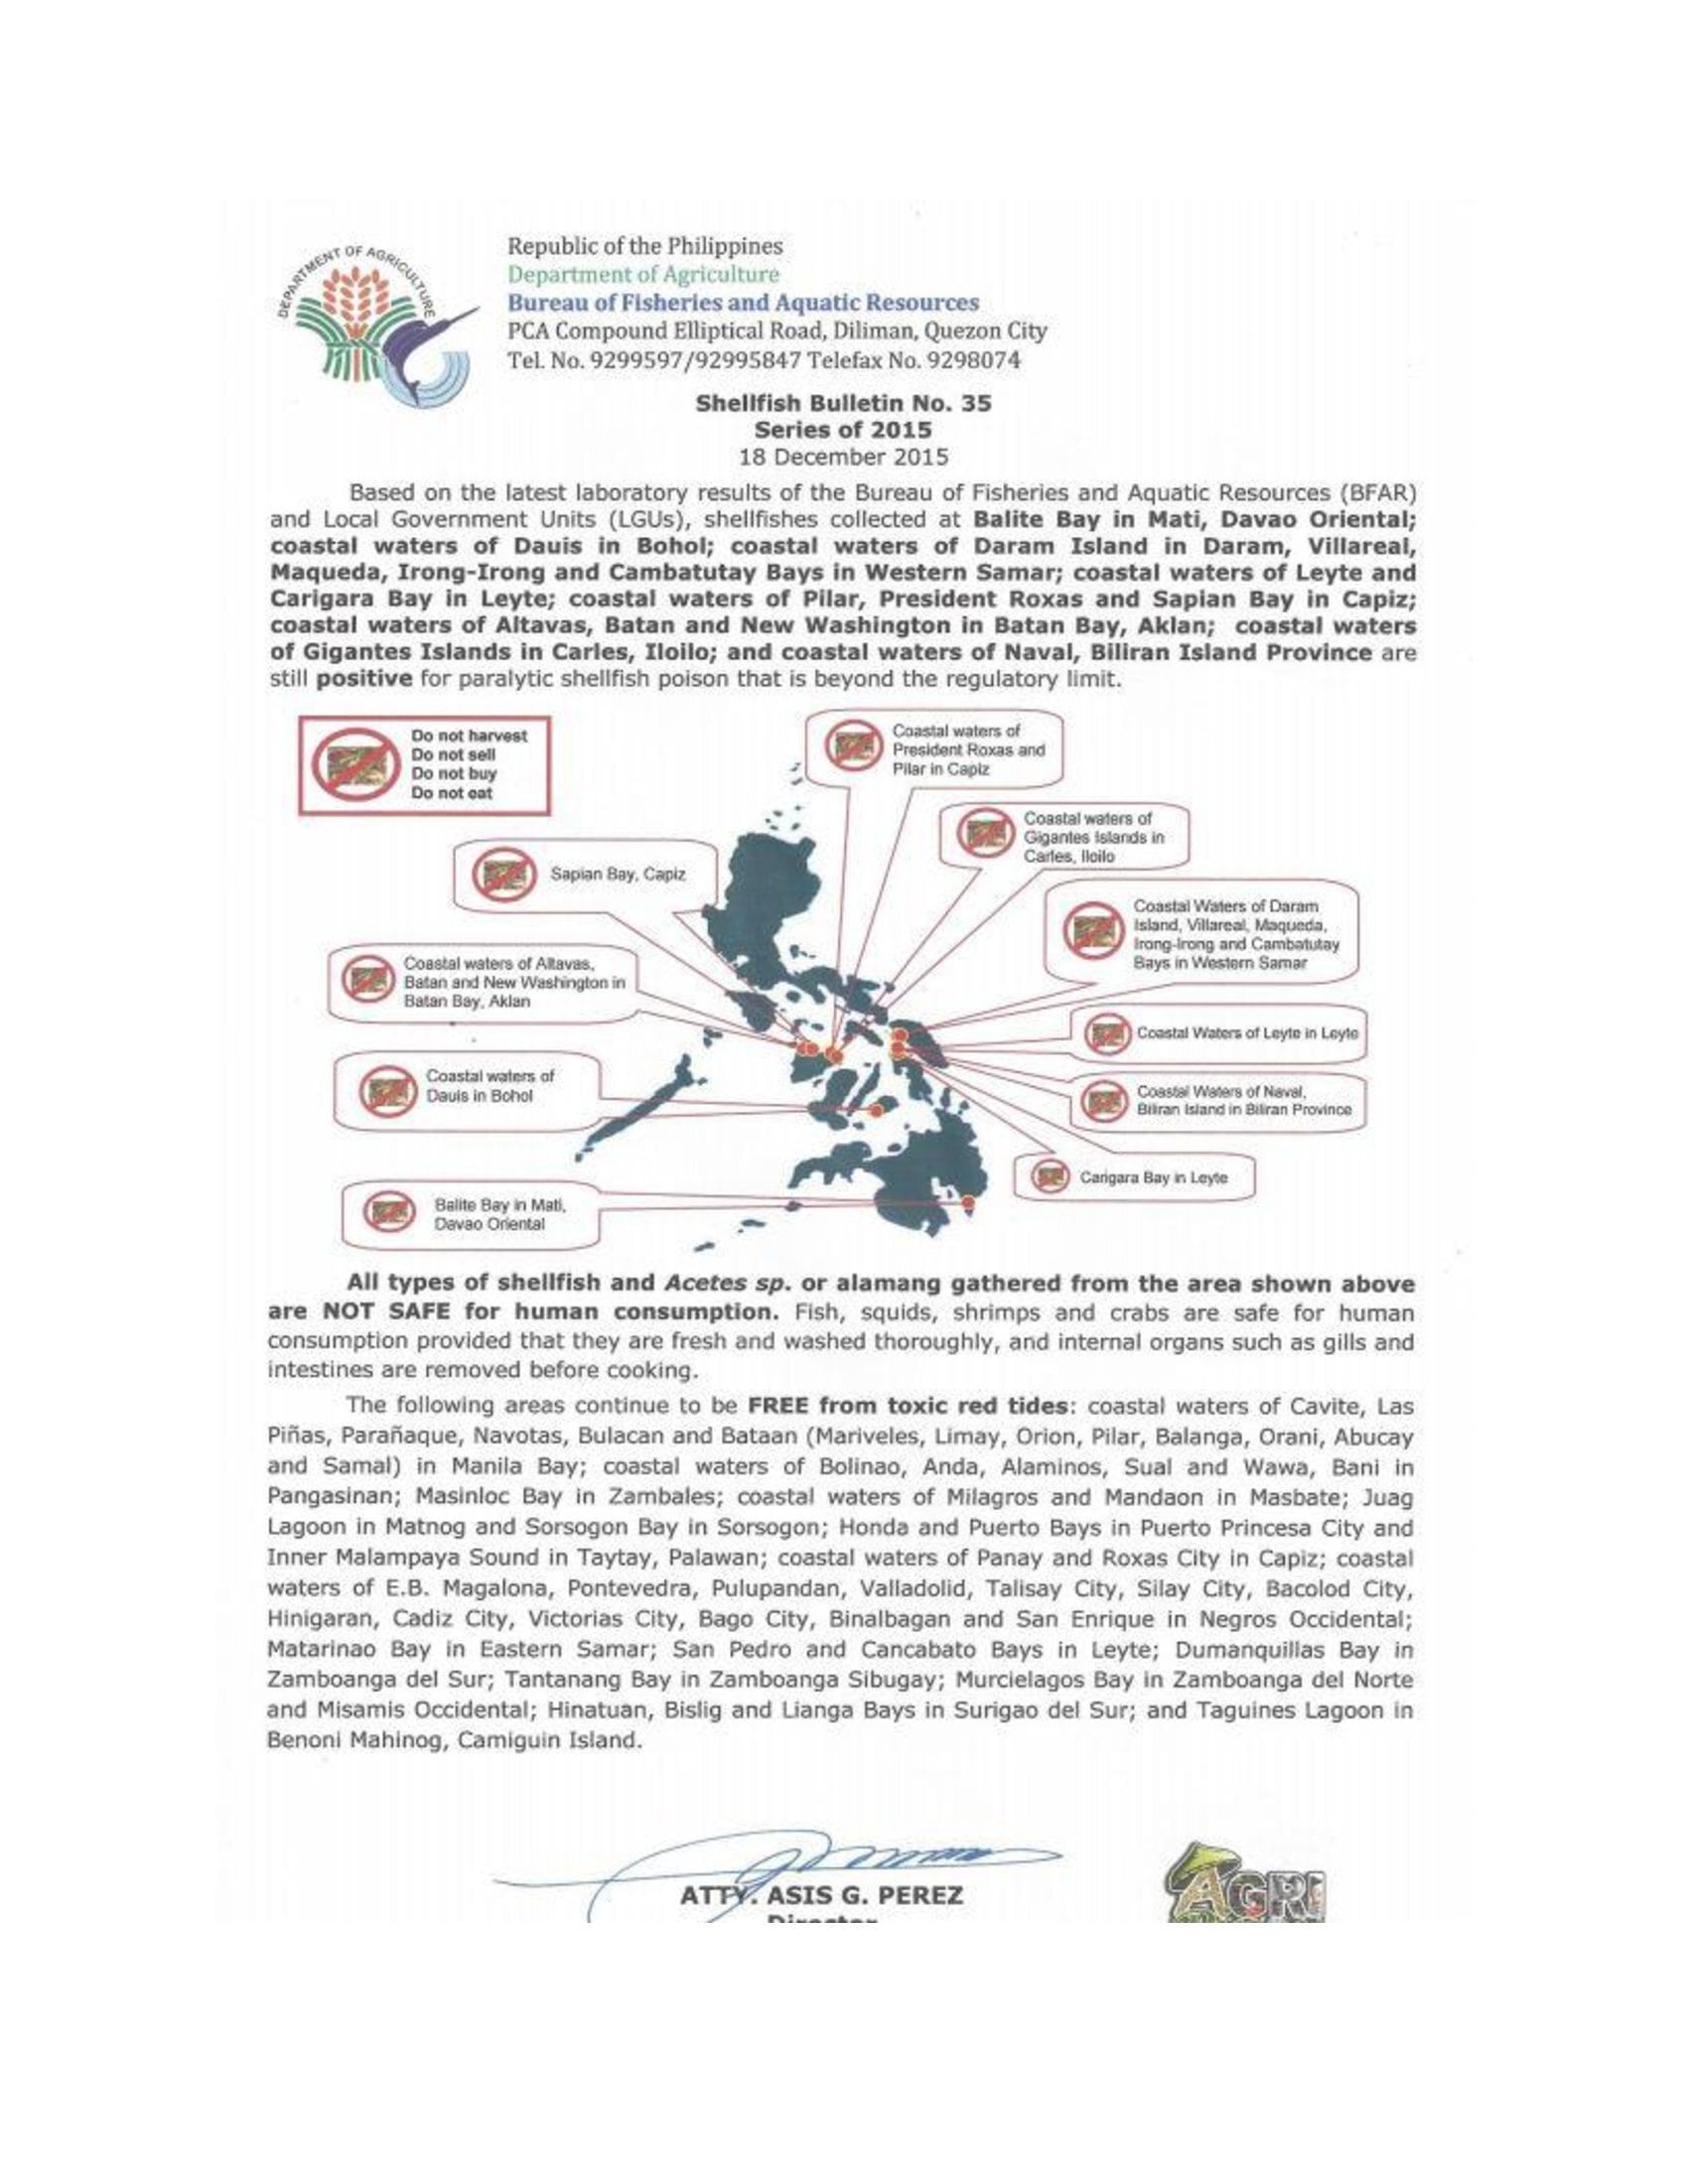 DEPARTMENT OF AGRICULTURE
Republic of the Philippines
Department of Agriculture
Bureau of Fisheries and Aquatic Resources
PCA Compound Elliptical Road, Diliman, Quezon City
Tel. No. 9299597/92995847 Telefax No. 9298074
Shellfish Bulletin No. 35
Series of 2015
18 December 2015
Based on the latest laboratory results of the Bureau of Fisheries and Aquatic Resources (BFAR)
and Local Government Units (LGUs), shellfishes collected at Balite Bay in Mati, Davao Oriental;
coastal waters of Dauis in Bohol; coastal waters of Daram Island in Daram, Villareal,
Maqueda, Irong-Irong and Cambatutay Bays in Western Samar; coastal waters of Leyte and
Carigara Bay in Leyte; coastal waters of Pilar, President Roxas and Sapian Bay in Capiz;
coastal waters of Altavas, Batan and New Washington in Batan Bay, Aklan; coastal waters
of Gigantes Islands in Carles, Iloilo; and coastal waters of Naval, Biliran Island Province are
still positive for paralytic shellfish poison that is beyond the regulatory limit.
Do not harvest
Do not sell
Do not buy
Do not eat
Coastal waters of
President Roxas and
Pilar in Capiz
Coastal waters of
Gigantes Islands in
Carles, Iloilo
Sapian Bay, Capiz
Coastal Waters of Daram
Island, Villareal, Maqueda,
Irong-Irong and Cambatutay
Bays in Western Samar
Coastal waters of Altavas,
Batan and New Washington in
Batan Bay, Aklan
Coastal Waters of Leyte in Leyte
Coastal waters of
Dauis in Bohol
Coastal Waters of Naval,
Biliran Island in Biliran Province
Carigara Bay in Leyte
Balite Bay in Mati,
Davao Oriental
All types of shellfish and Acetes sp. or alamang gathered from the area shown above
are NOT SAFE for human consumption. Fish, squids, shrimps and crabs are safe for human
consumption provided that they are fresh and washed thoroughly, and internal organs such as gills and
intestines are removed before cooking.
The following areas continue to be FREE from toxic red tides: coastal waters of Cavite, Las
Piñas, Parañaque, Navotas, Bulacan and Bataan (Mariveles, Limay, Orion, Pilar, Balanga, Orani, Abucay
and Samal) in Manila Bay; coastal waters of Bolinao, Anda, Alaminos, Sual and Wawa, Bani in
Pangasinan; Masinloc Bay in Zambales; coastal waters of Milagros and Mandaon in Masbate; Juag
Lagoon in Matnog and Sorsogon Bay in Sorsogon; Honda and Puerto Bays in Puerto Princesa City and
Inner Malampaya Sound in Taytay, Palawan; coastal waters of Panay and Roxas City in Capiz; coastal
waters of E.B. Magalona, Pontevedra, Pulupandan, Valladolid, Talisay City, Silay City, Bacolod City,
Hinigaran, Cadiz City, Victorias City, Bago City, Binalbagan and San Enrique in Negros Occidental;
Matarinao Bay in Eastern Samar; San Pedro and Cancabato Bays in Leyte; Dumanquillas Bay in
Zamboanga del Sur; Tantanang Bay in Zamboanga Sibugay; Murcielagos Bay in Zamboanga del Norte
and Misamis Occidental; Hinatuan, Bislig and Lianga Bays in Surigao del Sur; and Taguines Lagoon in
Benoni Mahinog, Camiguin Island.
ATTY. ASIS G. PEREZ
Director
AGRI